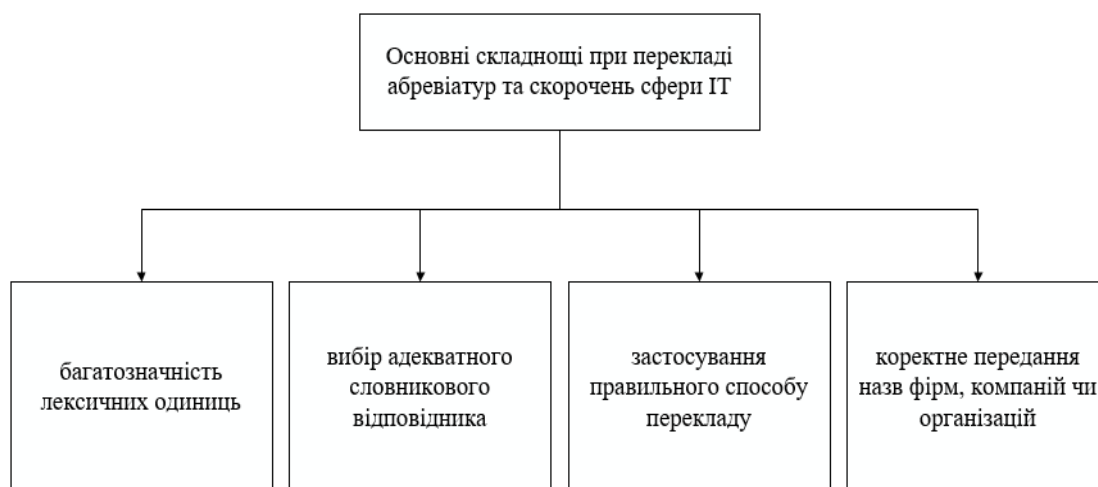 Основні складнощі при перекладі
абревіатур та скорочень сфери ІТ
багатозначність
лексичних одиниць
вибір адекватного
словникового
відповідника
застосування
правильного способу
перекладу
коректне передання
назв фірм, компаній чи
організацій